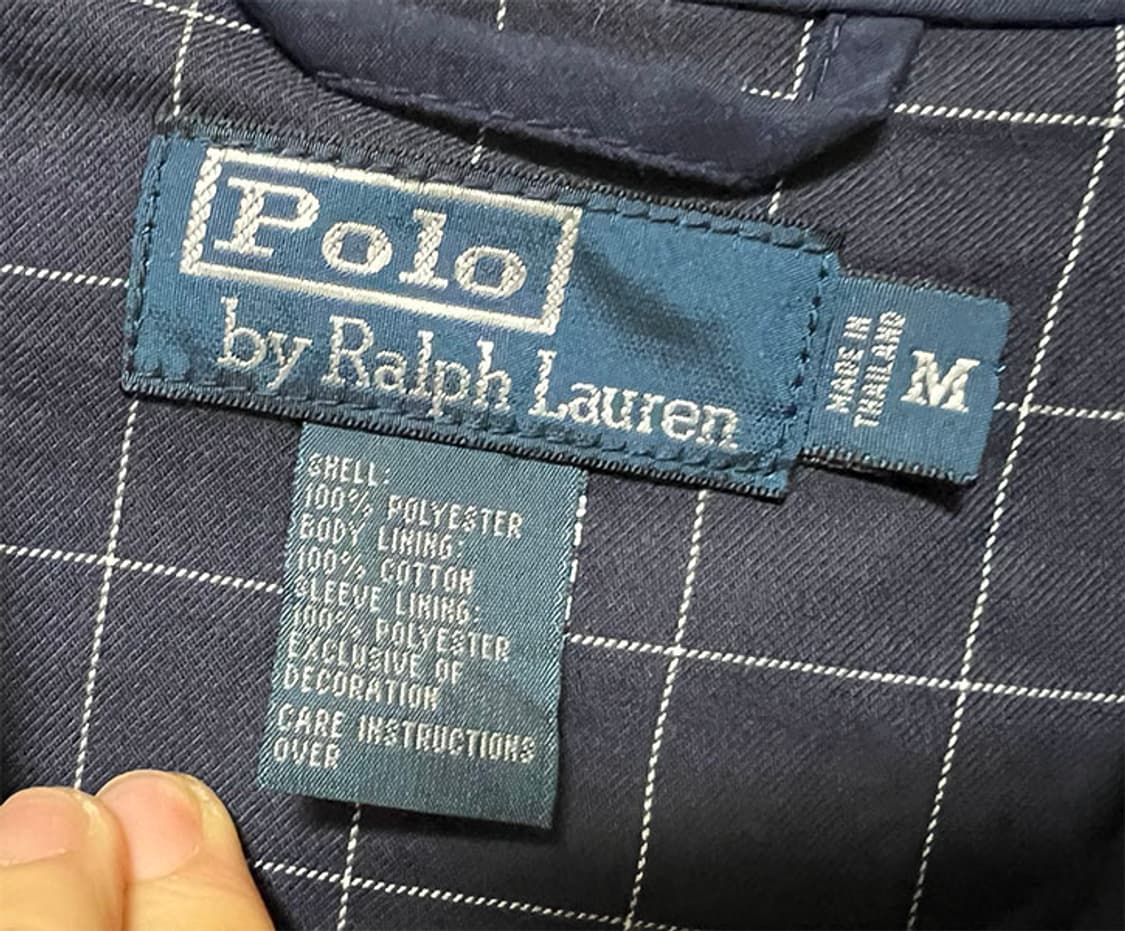 Polo
by Ralph Lauren
MADE IN
THAILAND
M
SHELL:
100% POLYESTER
BODY LINING:
100% COTTON
SLEEVE LINING:
100% POLYESTER
EXCLUSIVE OF
DECORATION
CARE INSTRUCTIONS
OVER